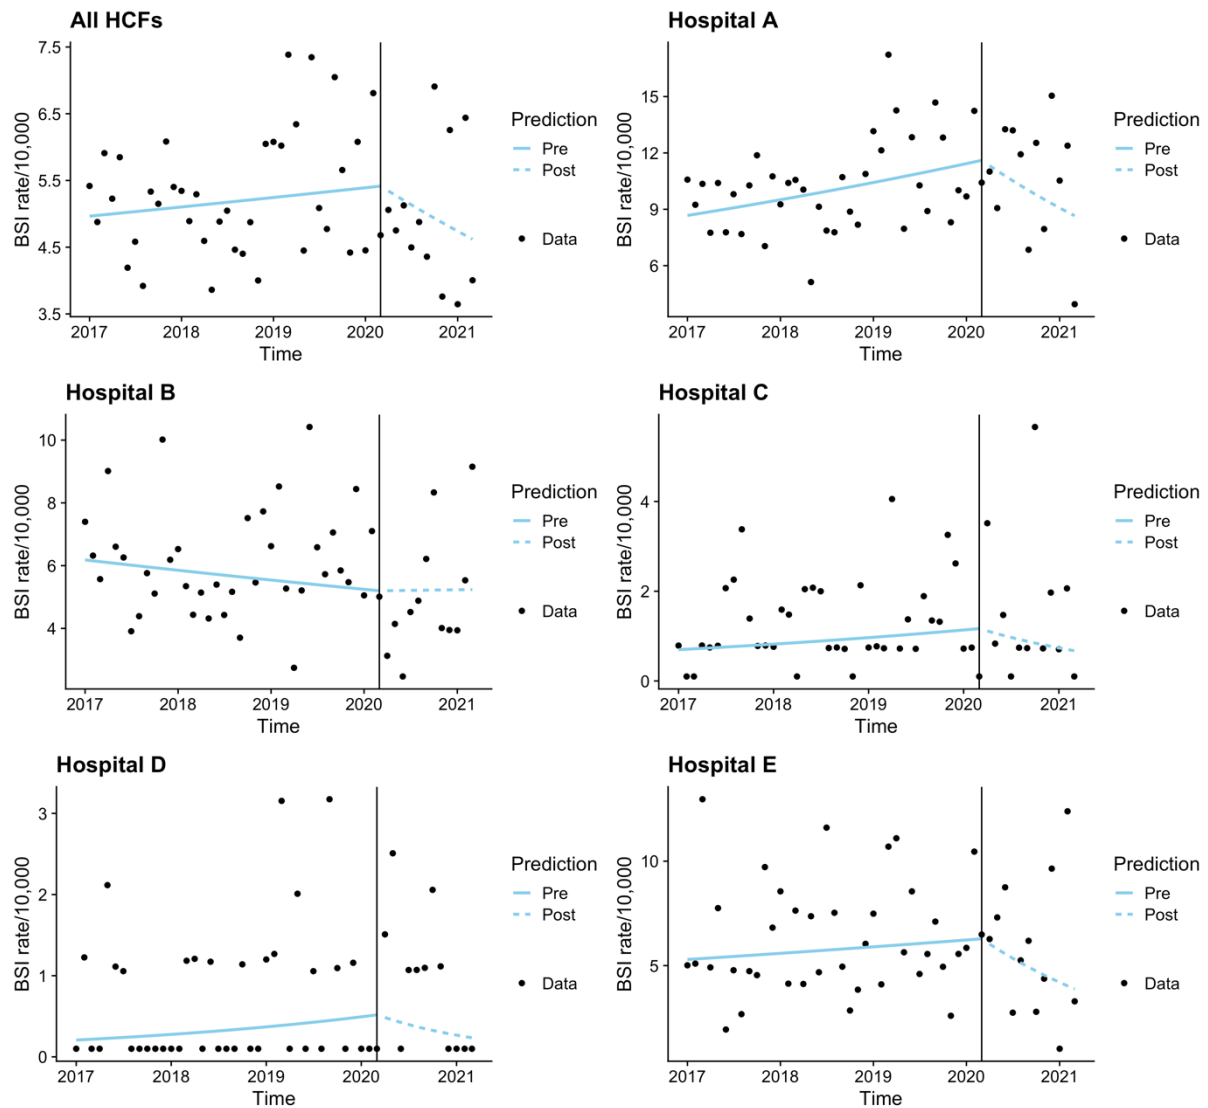 All HCFs
7.5
6.5
5.5
4.5
3.5
BSI rate/10,000
2017 2018 2019 2020 2021
Time
Prediction
Pre
Post
Data
Hospital A
15
12
9
6
BSI rate/10,000
2017 2018 2019 2020 2021
Time
Prediction
Pre
Post
Data
Hospital B
10
8
6
4
BSI rate/10,000
2017 2018 2019 2020 2021
Time
Prediction
Pre
Post
Data
Hospital C
4
2
0
BSI rate/10,000
2017 2018 2019 2020 2021
Time
Prediction
Pre
Post
Data
Hospital D
3
2
1
0
BSI rate/10,000
2017 2018 2019 2020 2021
Time
Prediction
Pre
Post
Data
Hospital E
10
5
BSI rate/10,000
2017 2018 2019 2020 2021
Time
Prediction
Pre
Post
Data